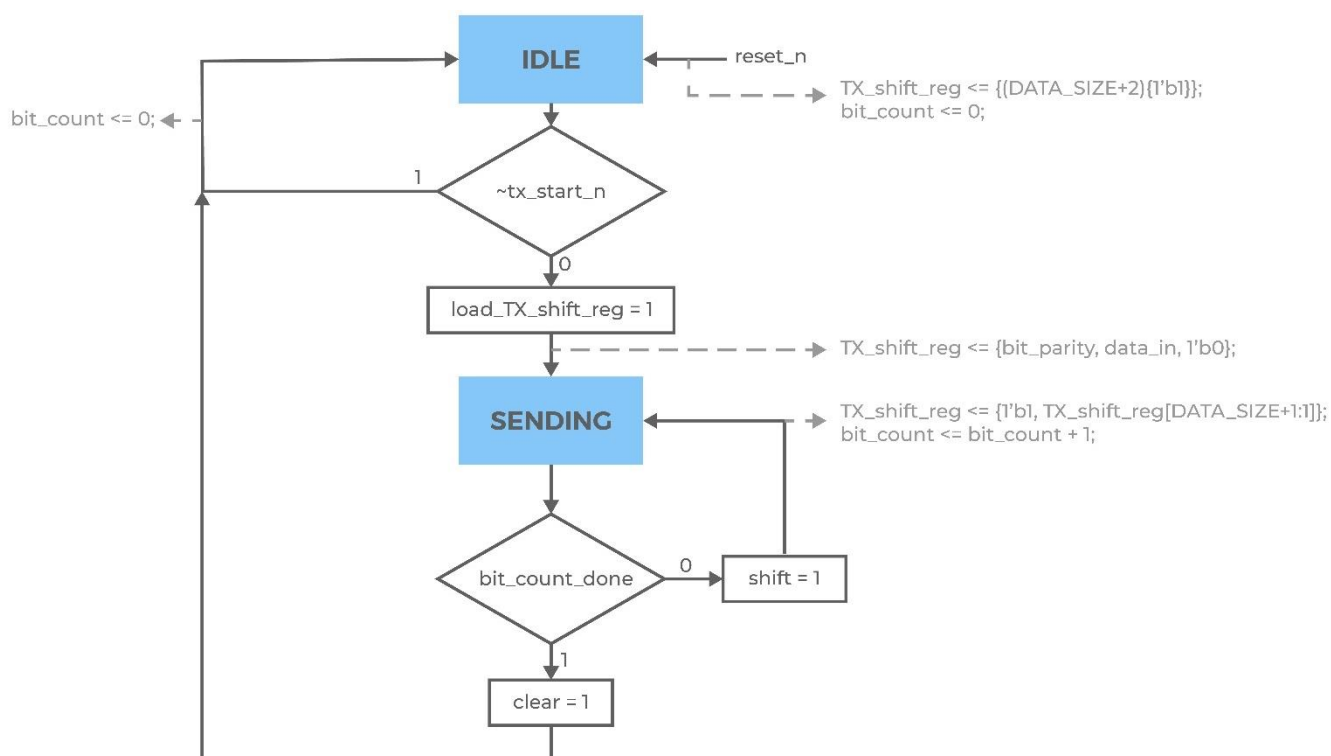 IDLE
reset_n
TX_shift_reg <= {(DATA_SIZE+2){1'b1}};
bit_count <= 0;
bit_count <= 0;
1
~tx_start_n
0
load_TX_shift_reg = 1
TX_shift_reg <= {bit_parity, data_in, 1'b0};
SENDING
TX_shift_reg <= {1'b1, TX_shift_reg[DATA_SIZE+1:1]};
bit_count <= bit_count + 1;
bit_count_done
0
shift = 1
1
clear = 1